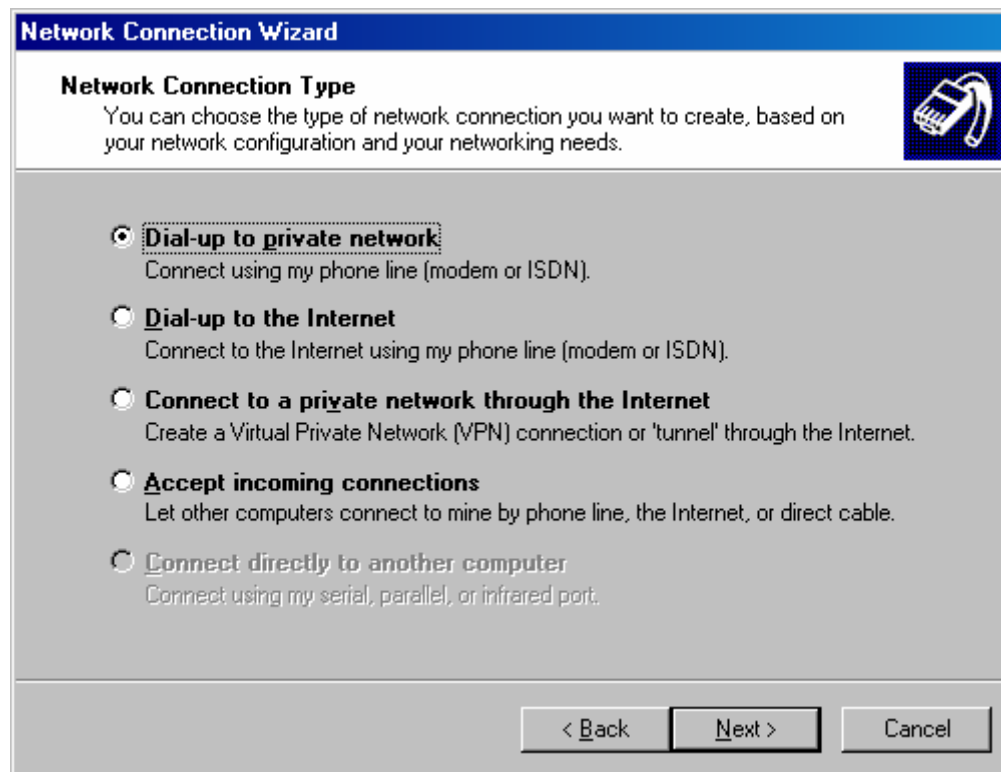 Network Connection Wizard
Network Connection Type
You can choose the type of network connection you want to create, based on
your network configuration and your networking needs.
Dial-up to private network
Connect using my phone line (modem or ISDN).
Dial-up to the Internet
Connect to the Internet using my phone line (modem or ISDN).
Connect to a private network through the Internet
Create a Virtual Private Network (VPN) connection or 'tunnel' through the Internet.
Accept incoming connections
Let other computers connect to mine by phone line, the Internet, or direct cable.
Connect directly to another computer
Connect using my serial, parallel, or infrared port.
< Back Next > Cancel